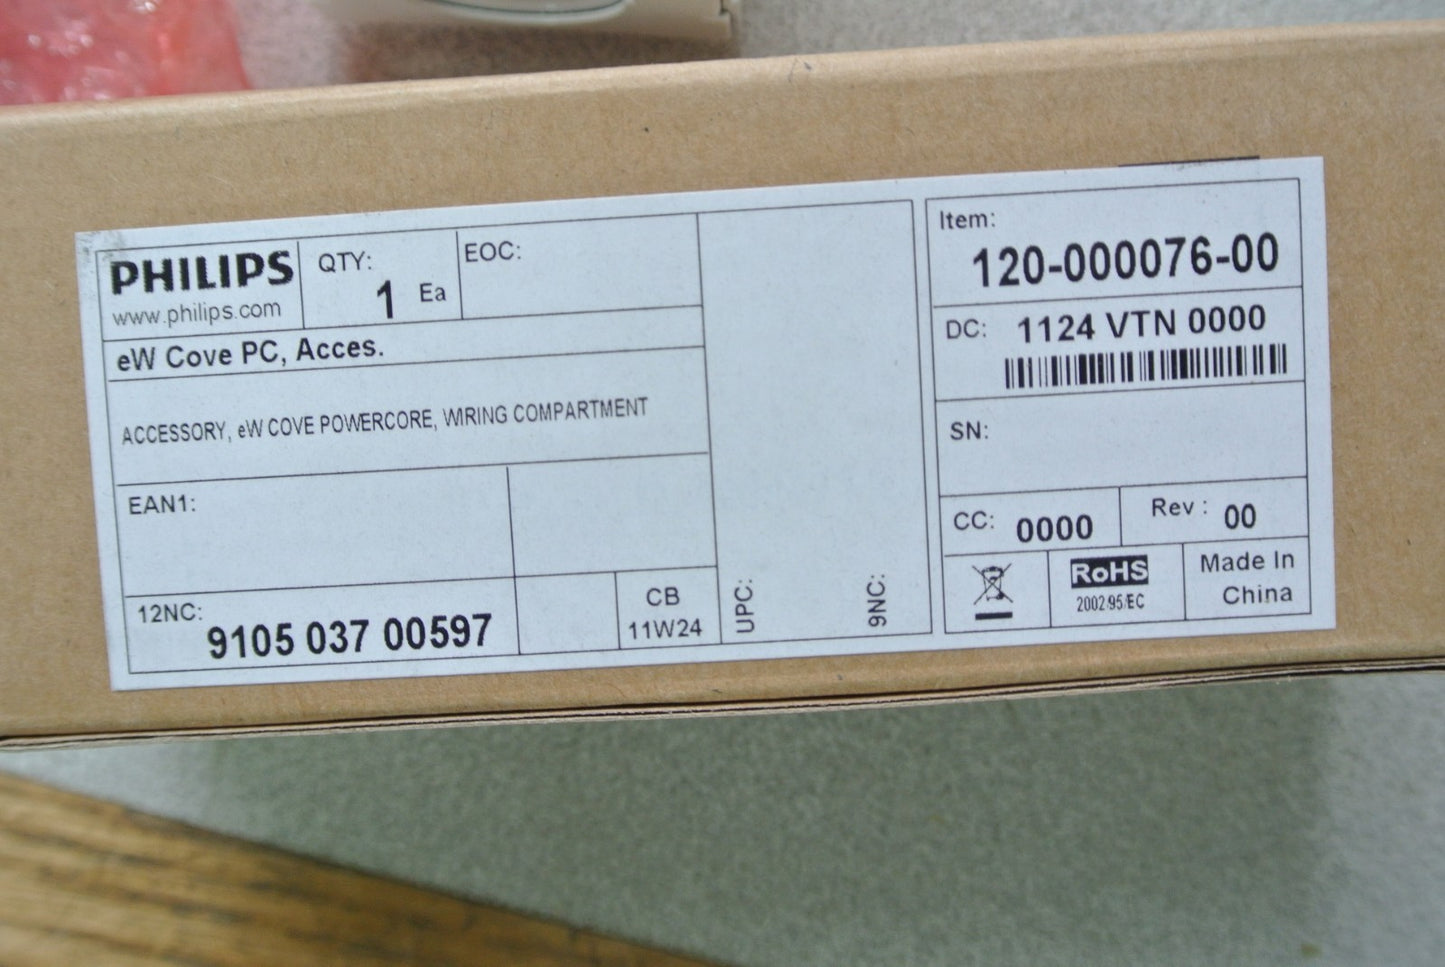 PHILIPS
www.philips.com
QTY:
1 Ea
EOC:
eW Cove PC, Acces.
ACCESSORY, eW COVE POWERCORE, WIRING COMPARTMENT
EAN1:
12NC:
9105 037 00597
CB
11W24
UPC:
9NC:
Item:
120-000076-00
DC: 1124 VTN 0000
SN:
CC: 0000
Rev : 00
RoHS
2002/95/EC
Made In
China